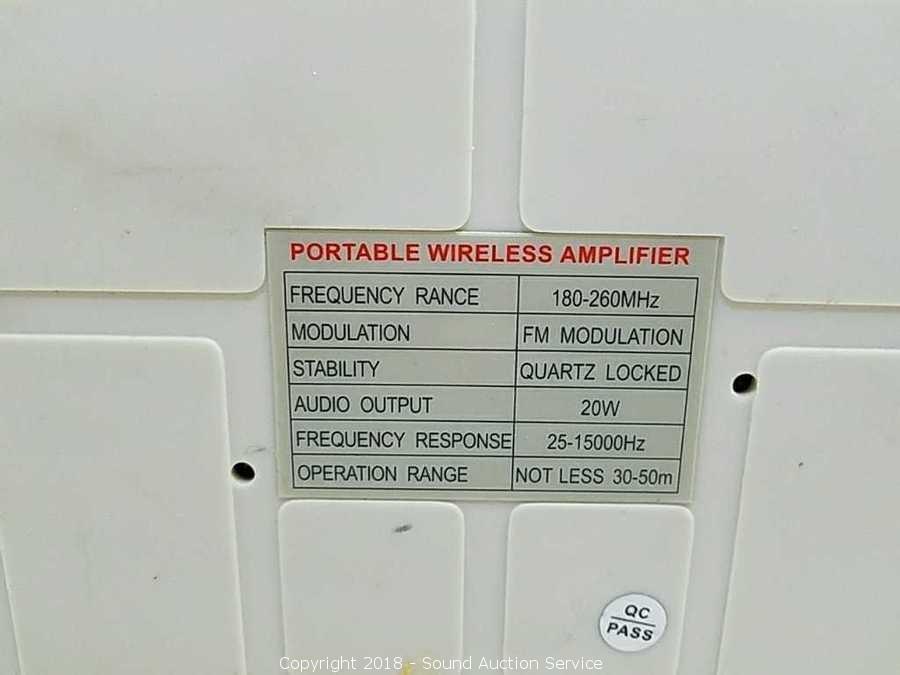 PORTABLE WIRELESS AMPLIFIER
FREQUENCY RANCE 180-260MHz
MODULATION FM MODULATION
STABILITY QUARTZ LOCKED
AUDIO OUTPUT 20W
FREQUENCY RESPONSE 25-15000Hz
OPERATION RANGE NOT LESS 30-50m
QC
PASS
Copyright 2018 - Sound Auction Service